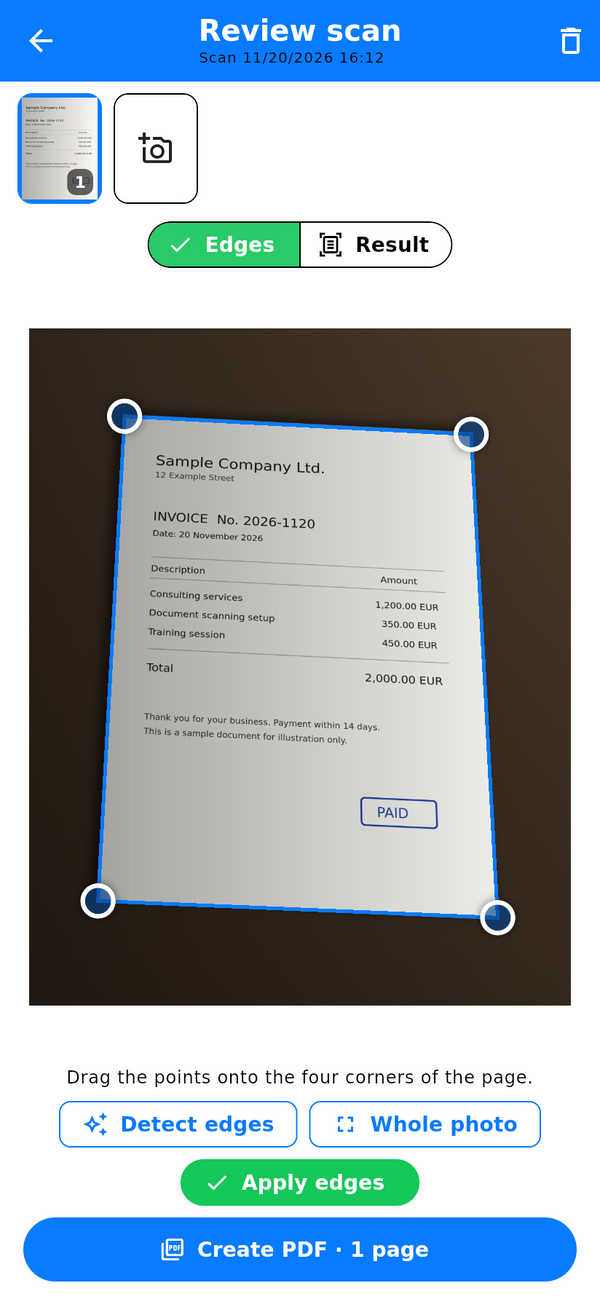 Review scan
Scan 11/20/2026 16:12
1
Edges
Result
Sample Company Ltd.
12 Example Street
INVOICE No. 2026-1120
Date: 20 November 2026
Description Amount
Consulting services 1,200.00 EUR
Document scanning setup 350.00 EUR
Training session 450.00 EUR
Total 2,000.00 EUR
Thank you for your business. Payment within 14 days.
This is a sample document for illustration only.
PAID
Drag the points onto the four corners of the page.
Detect edges
Whole photo
Apply edges
PDF
Create PDF · 1 page